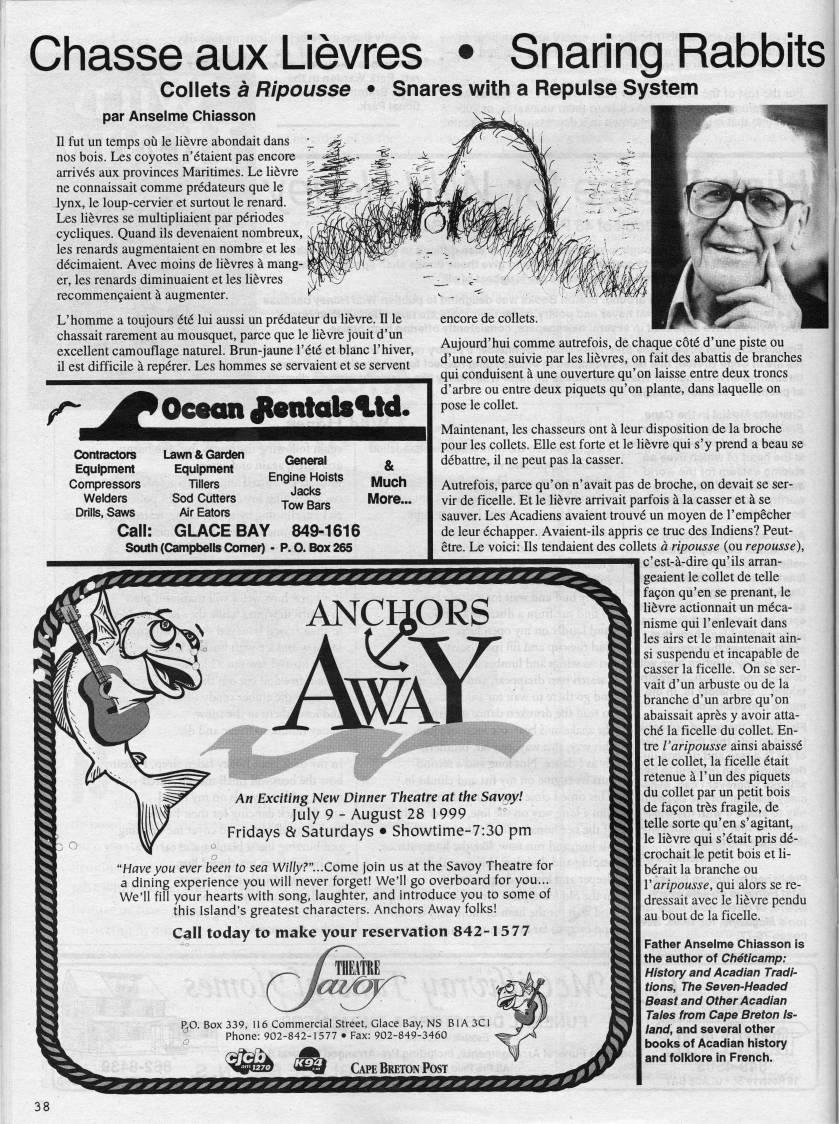 Chasse aux Lièvres • Snaring Rabbits
Collets à Ripousse • Snares with a Repulse System
par Anselme Chiasson
Il fut un temps où le lièvre abondait dans
nos bois. Les coyotes n'étaient pas encore
arrivés aux provinces Maritimes. Le lièvre
ne connaissait comme prédateurs que le
lynx, le loup-cervier et surtout le renard.
Les lièvres se multipliaient par périodes
cycliques. Quand ils devenaient nombreux,
les renards augmentaient en nombre et les
décimaient. Avec moins de lièvres à mang-
er, les renards diminuaient et les lièvres
recommençaient à augmenter.
L'homme a toujours été lui aussi un prédateur du lièvre. Il le
chassait rarement au mousquet, parce que le lièvre jouit d'un
excellent camouflage naturel. Brun-jaune l'été et blanc l'hiver,
il est difficile à repérer. Les hommes se servaient et se servent
encore de collets.
Aujourd'hui comme autrefois, de chaque côté d'une piste ou
d'une route suivie par les lièvres, on fait des abattis de branches
qui conduisent à une ouverture qu'on laisse entre deux troncs
d'arbre ou entre deux piquets qu'on plante, dans laquelle on
pose le collet.
Maintenant, les chasseurs ont à leur disposition de la broche
pour les collets. Elle est forte et le lièvre qui s'y prend a beau se
débattre, il ne peut pas la casser.
Autrefois, parce qu'on n'avait pas de broche, on devait se ser-
vir de ficelle. Et le lièvre arrivait parfois à la casser et à se
sauver. Les Acadiens avaient trouvé un moyen de l'empêcher
de leur échapper. Avaient-ils appris ce truc des Indiens? Peut-
être. Le voici: Ils tendaient des collets à ripousse (ou repousse),
c'est-à-dire qu'ils arran-
geaient le collet de telle
façon qu'en se prenant, le
lièvre actionnait un méca-
nisme qui l'enlevait dans
les airs et le maintenait ain-
si suspendu et incapable de
casser la ficelle. On se ser-
vait d'un arbuste ou de la
branche d'un arbre qu'on
abaissait après y avoir atta-
ché la ficelle du collet. En-
tre l'aripousse ainsi abaissé
et le collet, la ficelle était
retenue à l'un des piquets
du collet par un petit bois
de façon très fragile, de
telle sorte qu'en s'agitant,
le lièvre qui s'était pris dé-
crochait le petit bois et li-
bérait la branche ou
l'aripousse, qui alors se re-
dressait avec le lièvre pendu
au bout de la ficelle.
Father Anselme Chiasson is
the author of Chéticamp:
History and Acadian Tradi-
tions, The Seven-Headed
Beast and Other Acadian
Tales from Cape Breton Is-
land, and several other
books of Acadian history
and folklore in French.
Ocean Rentals Ltd.
Contractors
Equipment
Compressors
Welders
Drills, Saws
Lawn & Garden
Equipment
Tillers
Sod Cutters
Air Eators
General
Engine Hoists
Jacks
Tow Bars
&
Much
More...
Call: GLACE BAY 849-1616
South (Campbells Corner) - P. O. Box 265
ANCHORS
AWAY
An Exciting New Dinner Theatre at the Savoy!
July 9 - August 28 1999
Fridays & Saturdays • Showtime-7:30 pm
"Have you ever been to sea Willy?"...Come join us at the Savoy Theatre for
a dining experience you will never forget! We'll go overboard for you...
We'll fill your hearts with song, laughter, and introduce you to some of
this Island's greatest characters. Anchors Away folks!
Call today to make your reservation 842-1577
THEATRE
Savoy
P.O. Box 339, 116 Commercial Street, Glace Bay, NS B1A 3C1
Phone: 902-842-1577 • Fax: 902-849-3460
cjcb
am 1270
K94
CAPE BRETON POST
38